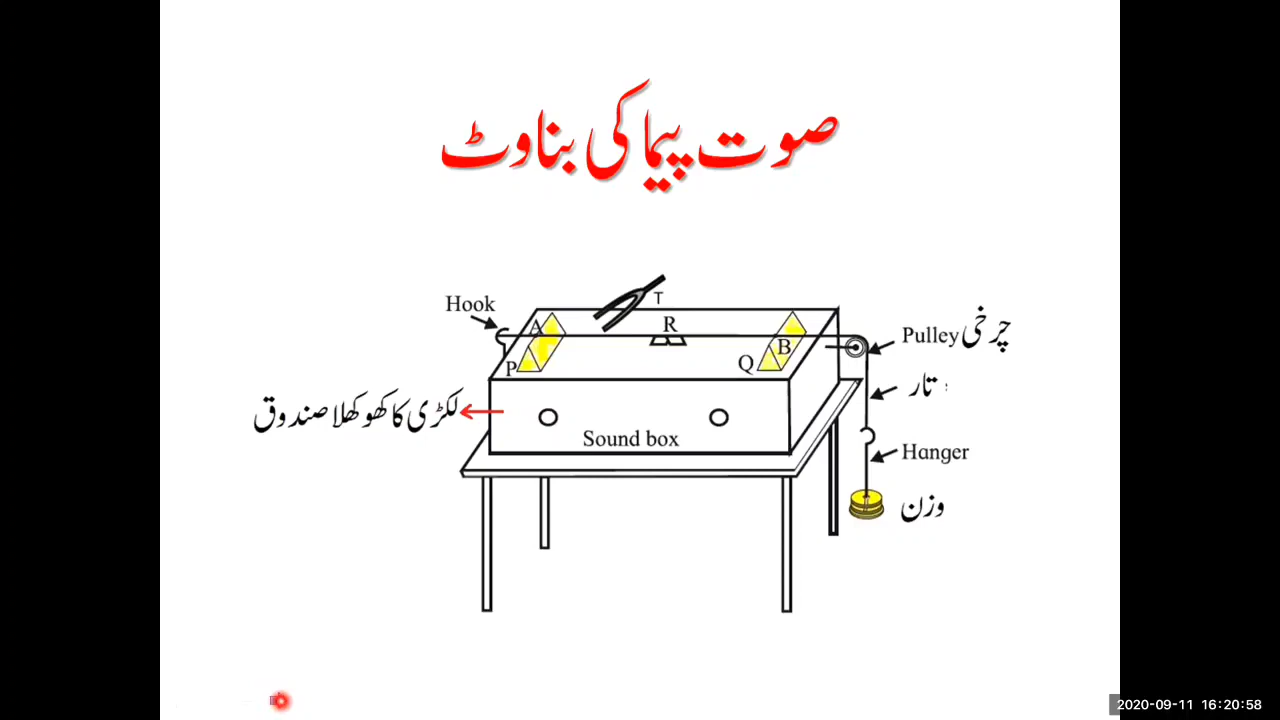 صوت پیما کی بناوٹ
Hook
T
A
R
B
P
Q
Pulley چرخی
تار
لکڑی کا کھوکھلا صندوق
Sound box
Hanger
وزن
2020-09-11 16:20:58